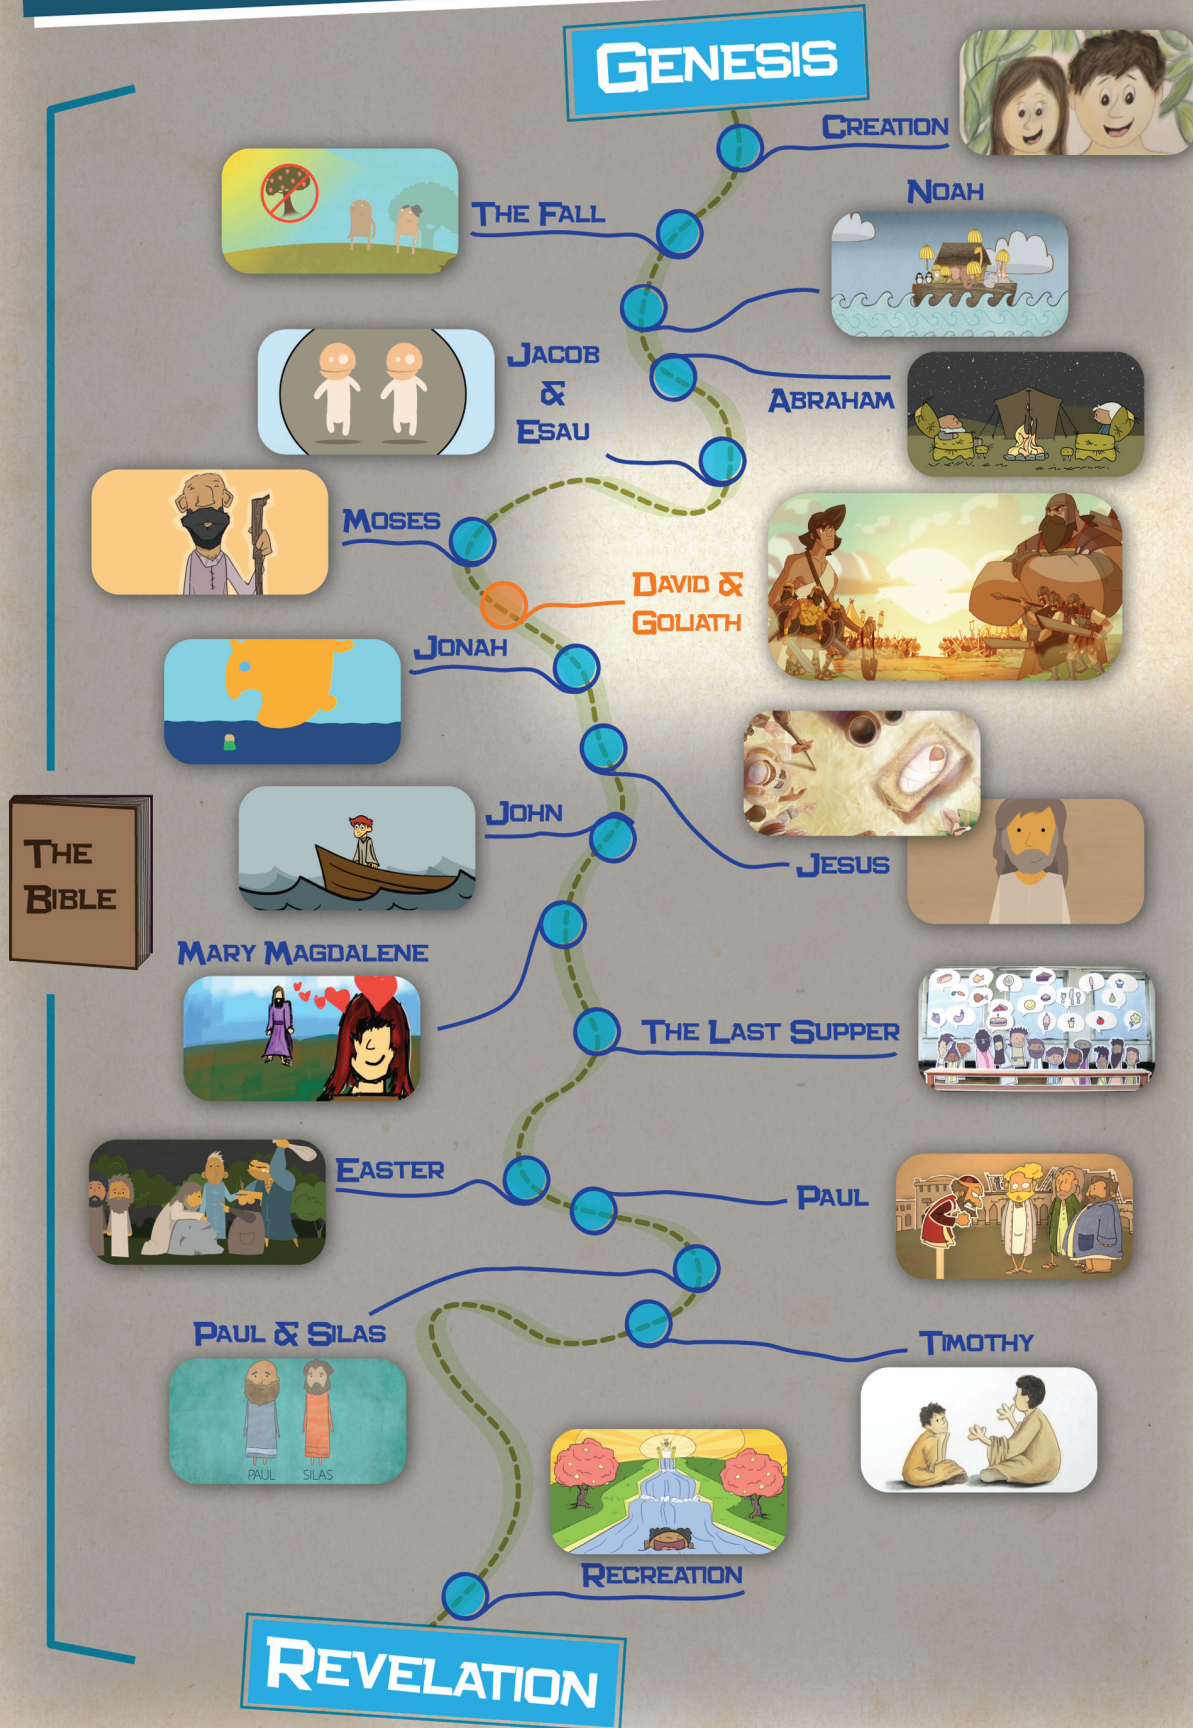 GENESIS
CREATION
THE FALL
NOAH
ABRAHAM
JACOB
&
ESAU
MOSES
DAVID &
GOLIATH
JONAH
JESUS
JOHN
THE
BIBLE
MARY MAGDALENE
THE LAST SUPPER
EASTER
PAUL
PAUL & SILAS
PAUL SILAS
TIMOTHY
RECREATION
REVELATION